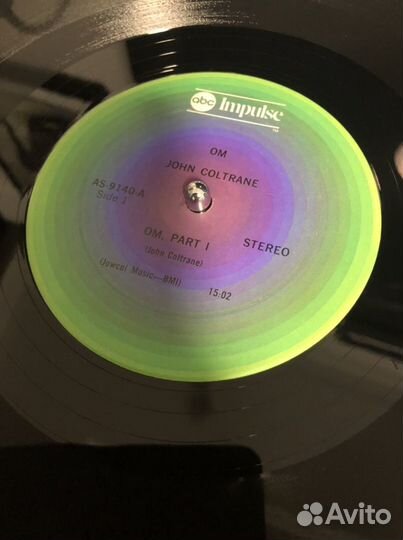 abc Impulse
TM
OM
JOHN COLTRANE
AS-9140-A
Side 1
OM, PART I
STEREO
(John Coltrane)
(Jowcol Music—BMI)
15:02
Avito